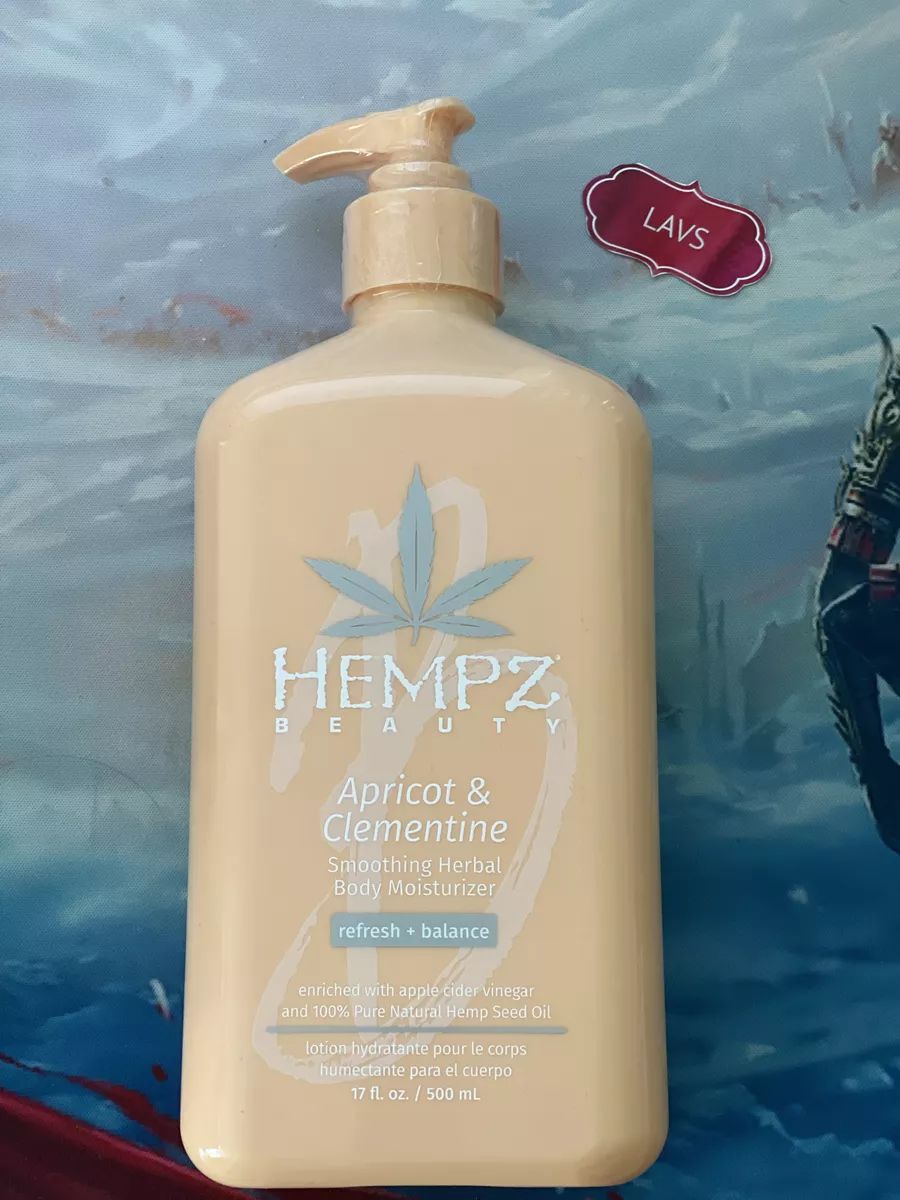 LAVS
HEMPZ
BEAUTY
Apricot &
Clementine
Smoothing Herbal
Body Moisturizer
refresh + balance
enriched with apple cider vinegar
and 100% Pure Natural Hemp Seed Oil
lotion hydratante pour le corps
humectante para el cuerpo
17 fl. oz. / 500 mL